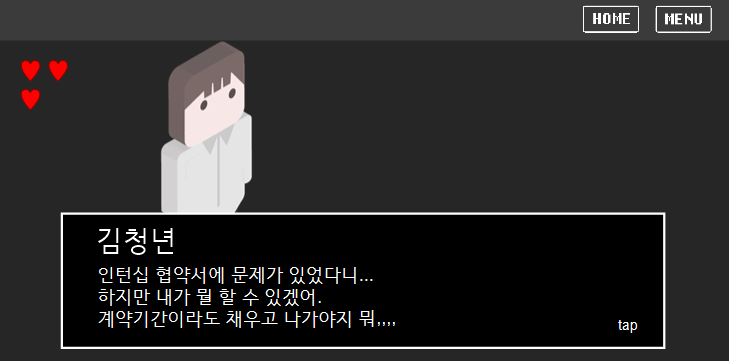 HOME MENU
김청년
인턴십 협약서에 문제가 있었다니...
하지만 내가 뭘 할 수 있겠어.
계약기간이라도 채우고 나가야지 뭐,,,,
tap